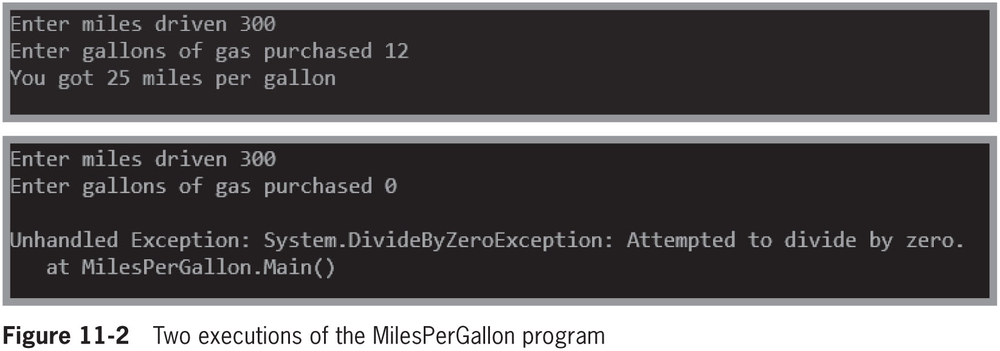 Enter miles driven 300
Enter gallons of gas purchased 12
You got 25 miles per gallon
Enter miles driven 300
Enter gallons of gas purchased 0
Unhandled Exception: System.DivideByZeroException: Attempted to divide by zero.
at MilesPerGallon.Main()
Figure 11-2 Two executions of the MilesPerGallon program